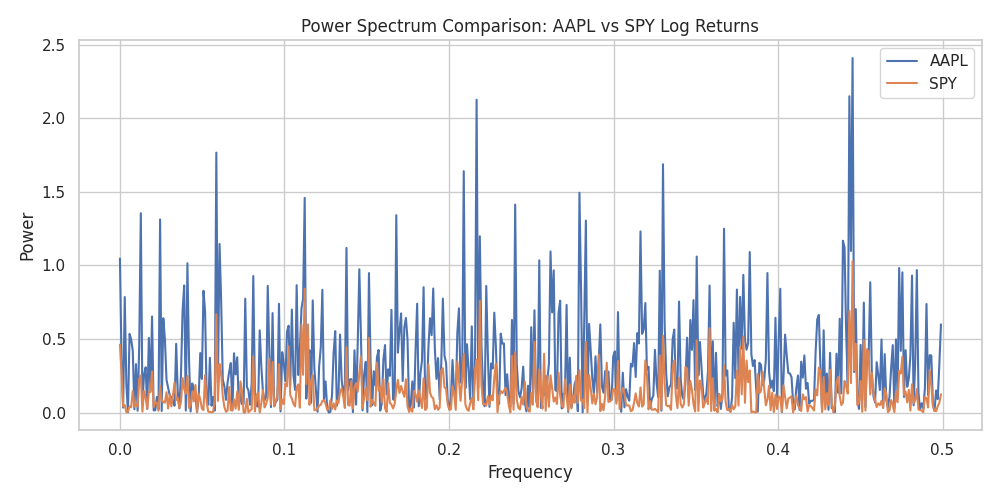 Power Spectrum Comparison: AAPL vs SPY Log Returns
AAPL
SPY
Power
2.5
2.0
1.5
1.0
0.5
0.0
0.0 0.1 0.2 0.3 0.4 0.5
Frequency